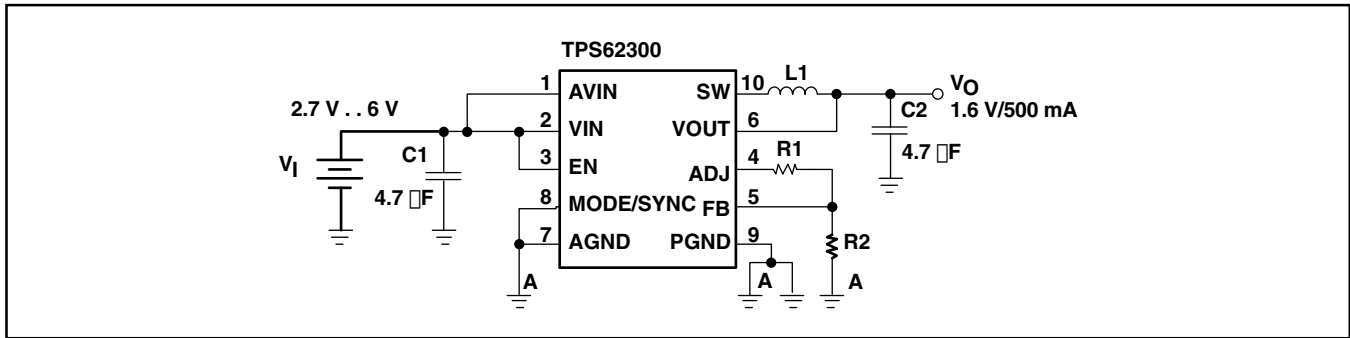 TPS62300
2.7 V . . 6 V
V_I
C1
4.7 □F
1
AVIN
2
VIN
3
EN
8
MODE/SYNC
7
AGND
A
SW
10
L1
VOUT
6
ADJ
4
R1
FB
5
PGND
9
A
R2
A
V_O
1.6 V/500 mA
C2
4.7 □F